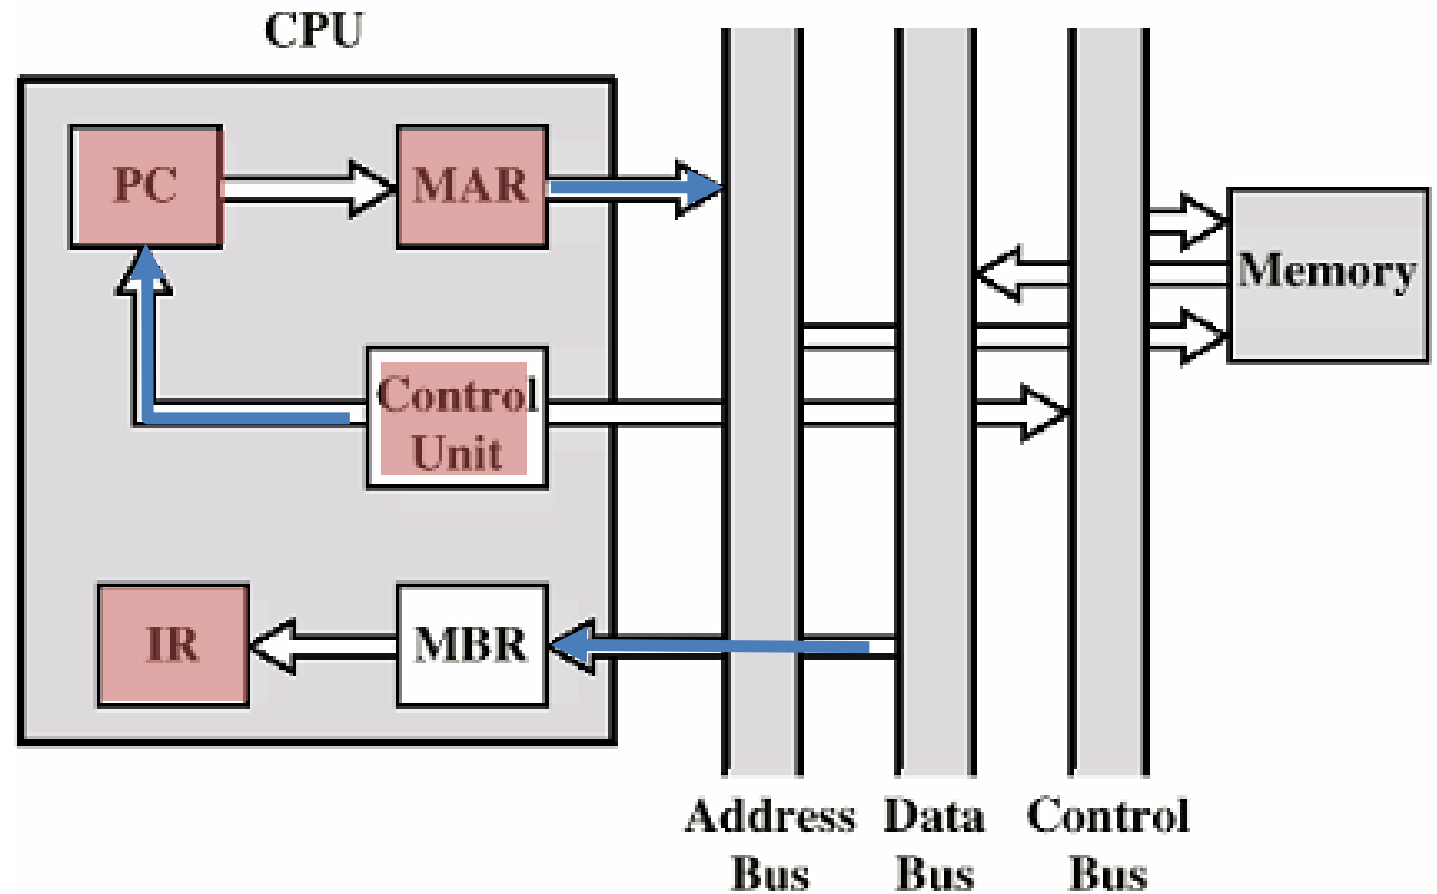 CPU
PC
MAR
Memory
Control
Unit
IR
MBR
Address
Bus
Data
Bus
Control
Bus